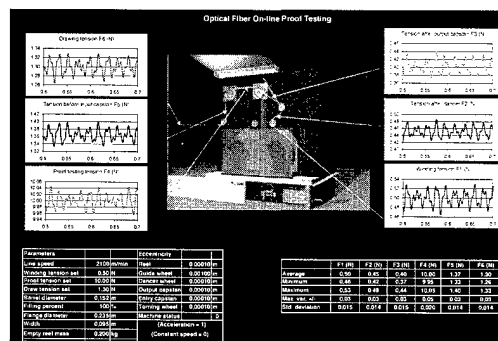 Optical Fiber On-line Proof Testing
Drawing tension F6 (N)
Tension before input capstan F5 (N)
Proof testing tension F4 (N)
Tension after output capstan F3 (N)
Tension after dancer F2 (N)
Winding tension F1 (N)
Parameters
Line speed 2100 m/min
Winding tension set 0.50 N
Proof tension set 10.00 N
Draw tension set 1.30 N
Barrel diameter 0.152 m
Filling percent 100 %
Flange diameter 0.235 m
Width 0.095 m
Empty reel mass 0.200 kg
Eccentricity
Reel 0.00010 m
Guide wheel 0.00100 m
Dancer wheel 0.00010 m
Output capstan 0.00010 m
Entry capstan 0.00010 m
Turning wheel 0.00010 m
Machine status 0
(Acceleration = 1)
(Constant speed = 0)
F1 (N) F2 (N) F3 (N) F4 (N) F5 (N) F6 (N)
Average 0.50 0.45 0.40 10.00 1.37 1.30
Minimum 0.46 0.42 0.37 9.95 1.33 1.26
Maximum 0.53 0.48 0.44 10.05 1.40 1.33
Max. var. +/- 0.03 0.03 0.03 0.05 0.03 0.03
Std. deviation 0.015 0.014 0.015 0.020 0.014 0.014